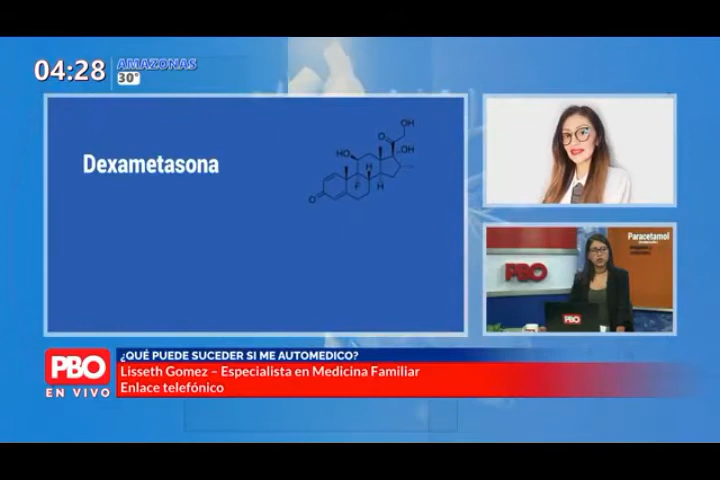 04:28
AMAZONAS
30°
Dexametasona
OH
O
HO
OH
H
F
H
O
PBO
Paracetamol
PBO
PBO
EN VIVO
¿QUÉ PUEDE SUCEDER SI ME AUTOMEDICO?
Lisseth Gomez – Especialista en Medicina Familiar
Enlace telefónico